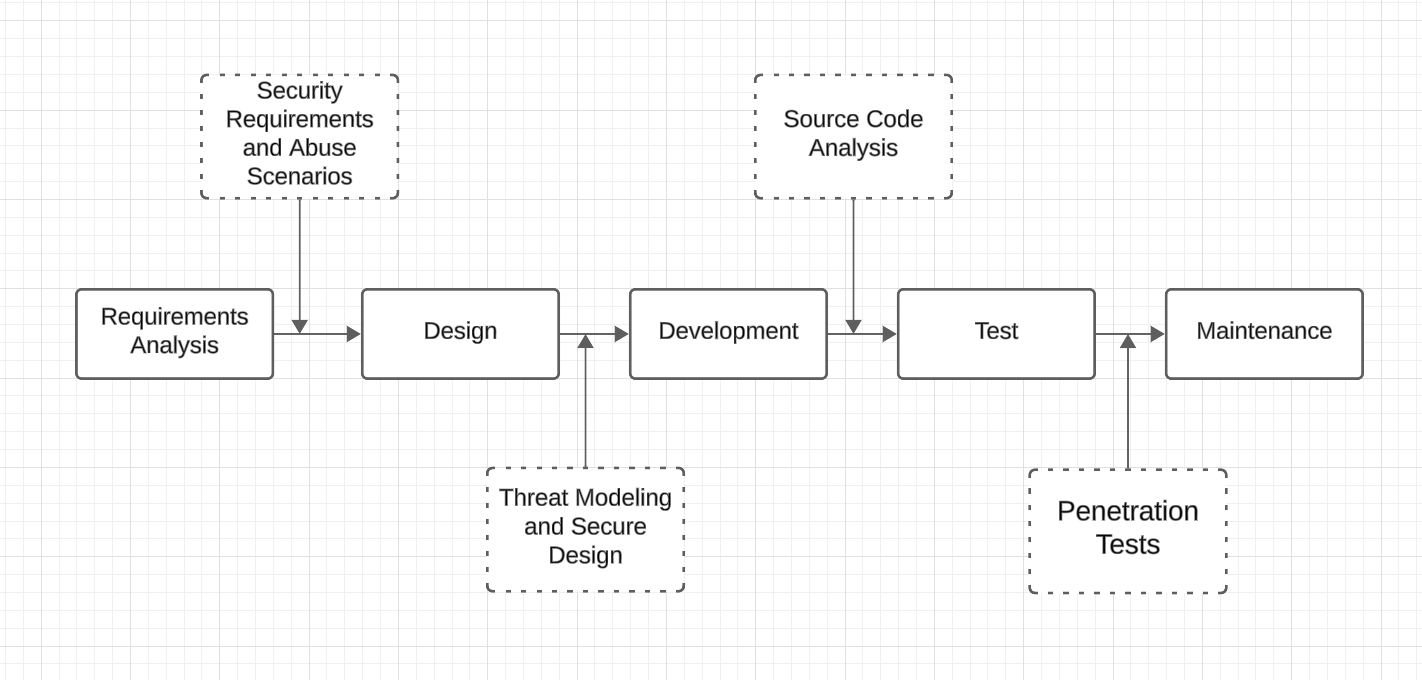 Security
Requirements
and Abuse
Scenarios
Source Code
Analysis
Requirements
Analysis
Design
Development
Test
Maintenance
Threat Modeling
and Secure
Design
Penetration
Tests